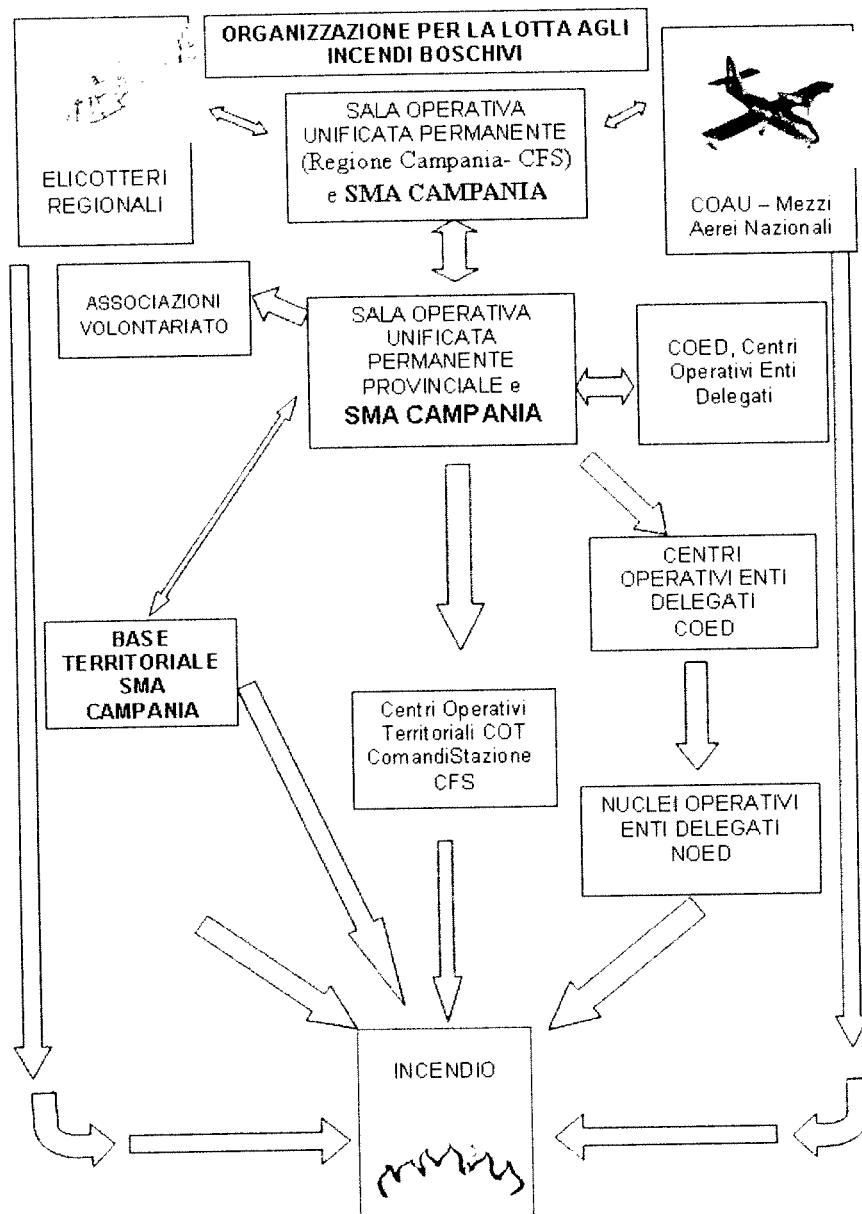 ORGANIZZAZIONE PER LA LOTTA AGLI
INCENDI BOSCHIVI
ELICOTTERI
REGIONALI
SALA OPERATIVA
UNIFICATA PERMANENTE
(Regione Campania- CFS)
e SMA CAMPANIA
COAU – Mezzi
Aerei Nazionali
ASSOCIAZIONI
VOLONTARIATO
SALA OPERATIVA
UNIFICATA
PERMANENTE
PROVINCIALE e
SMA CAMPANIA
COED, Centri
Operativi Enti
Delegati
CENTRI
OPERATIVI ENTI
DELEGATI
COED
BASE
TERRITORIALE
SMA
CAMPANIA
Centri Operativi
Territoriali COT
ComandiStazione
CFS
NUCLEI OPERATIVI
ENTI DELEGATI
NOED
INCENDIO